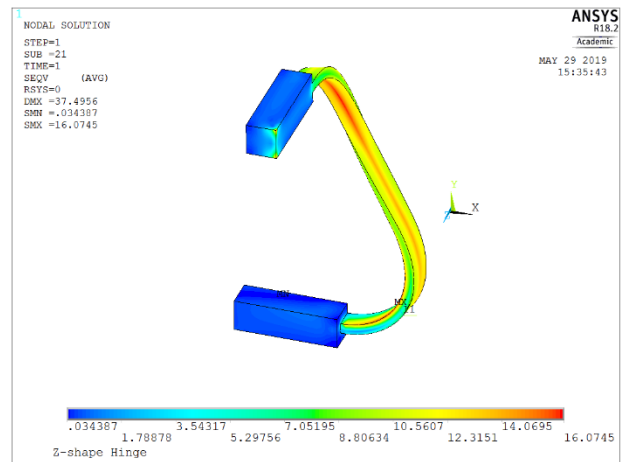 1
NODAL SOLUTION
STEP=1
SUB =21
TIME=1
SEQV (AVG)
RSYS=0
DMX =37.4956
SMN =.034387
SMX =16.0745
ANSYS
R18.2
Academic
MAY 29 2019
15:35:43
Y
X
MX
.034387 3.54317 7.05195 10.5607 14.0695
1.78878 5.29756 8.80634 12.3151 16.0745
Z-shape Hinge